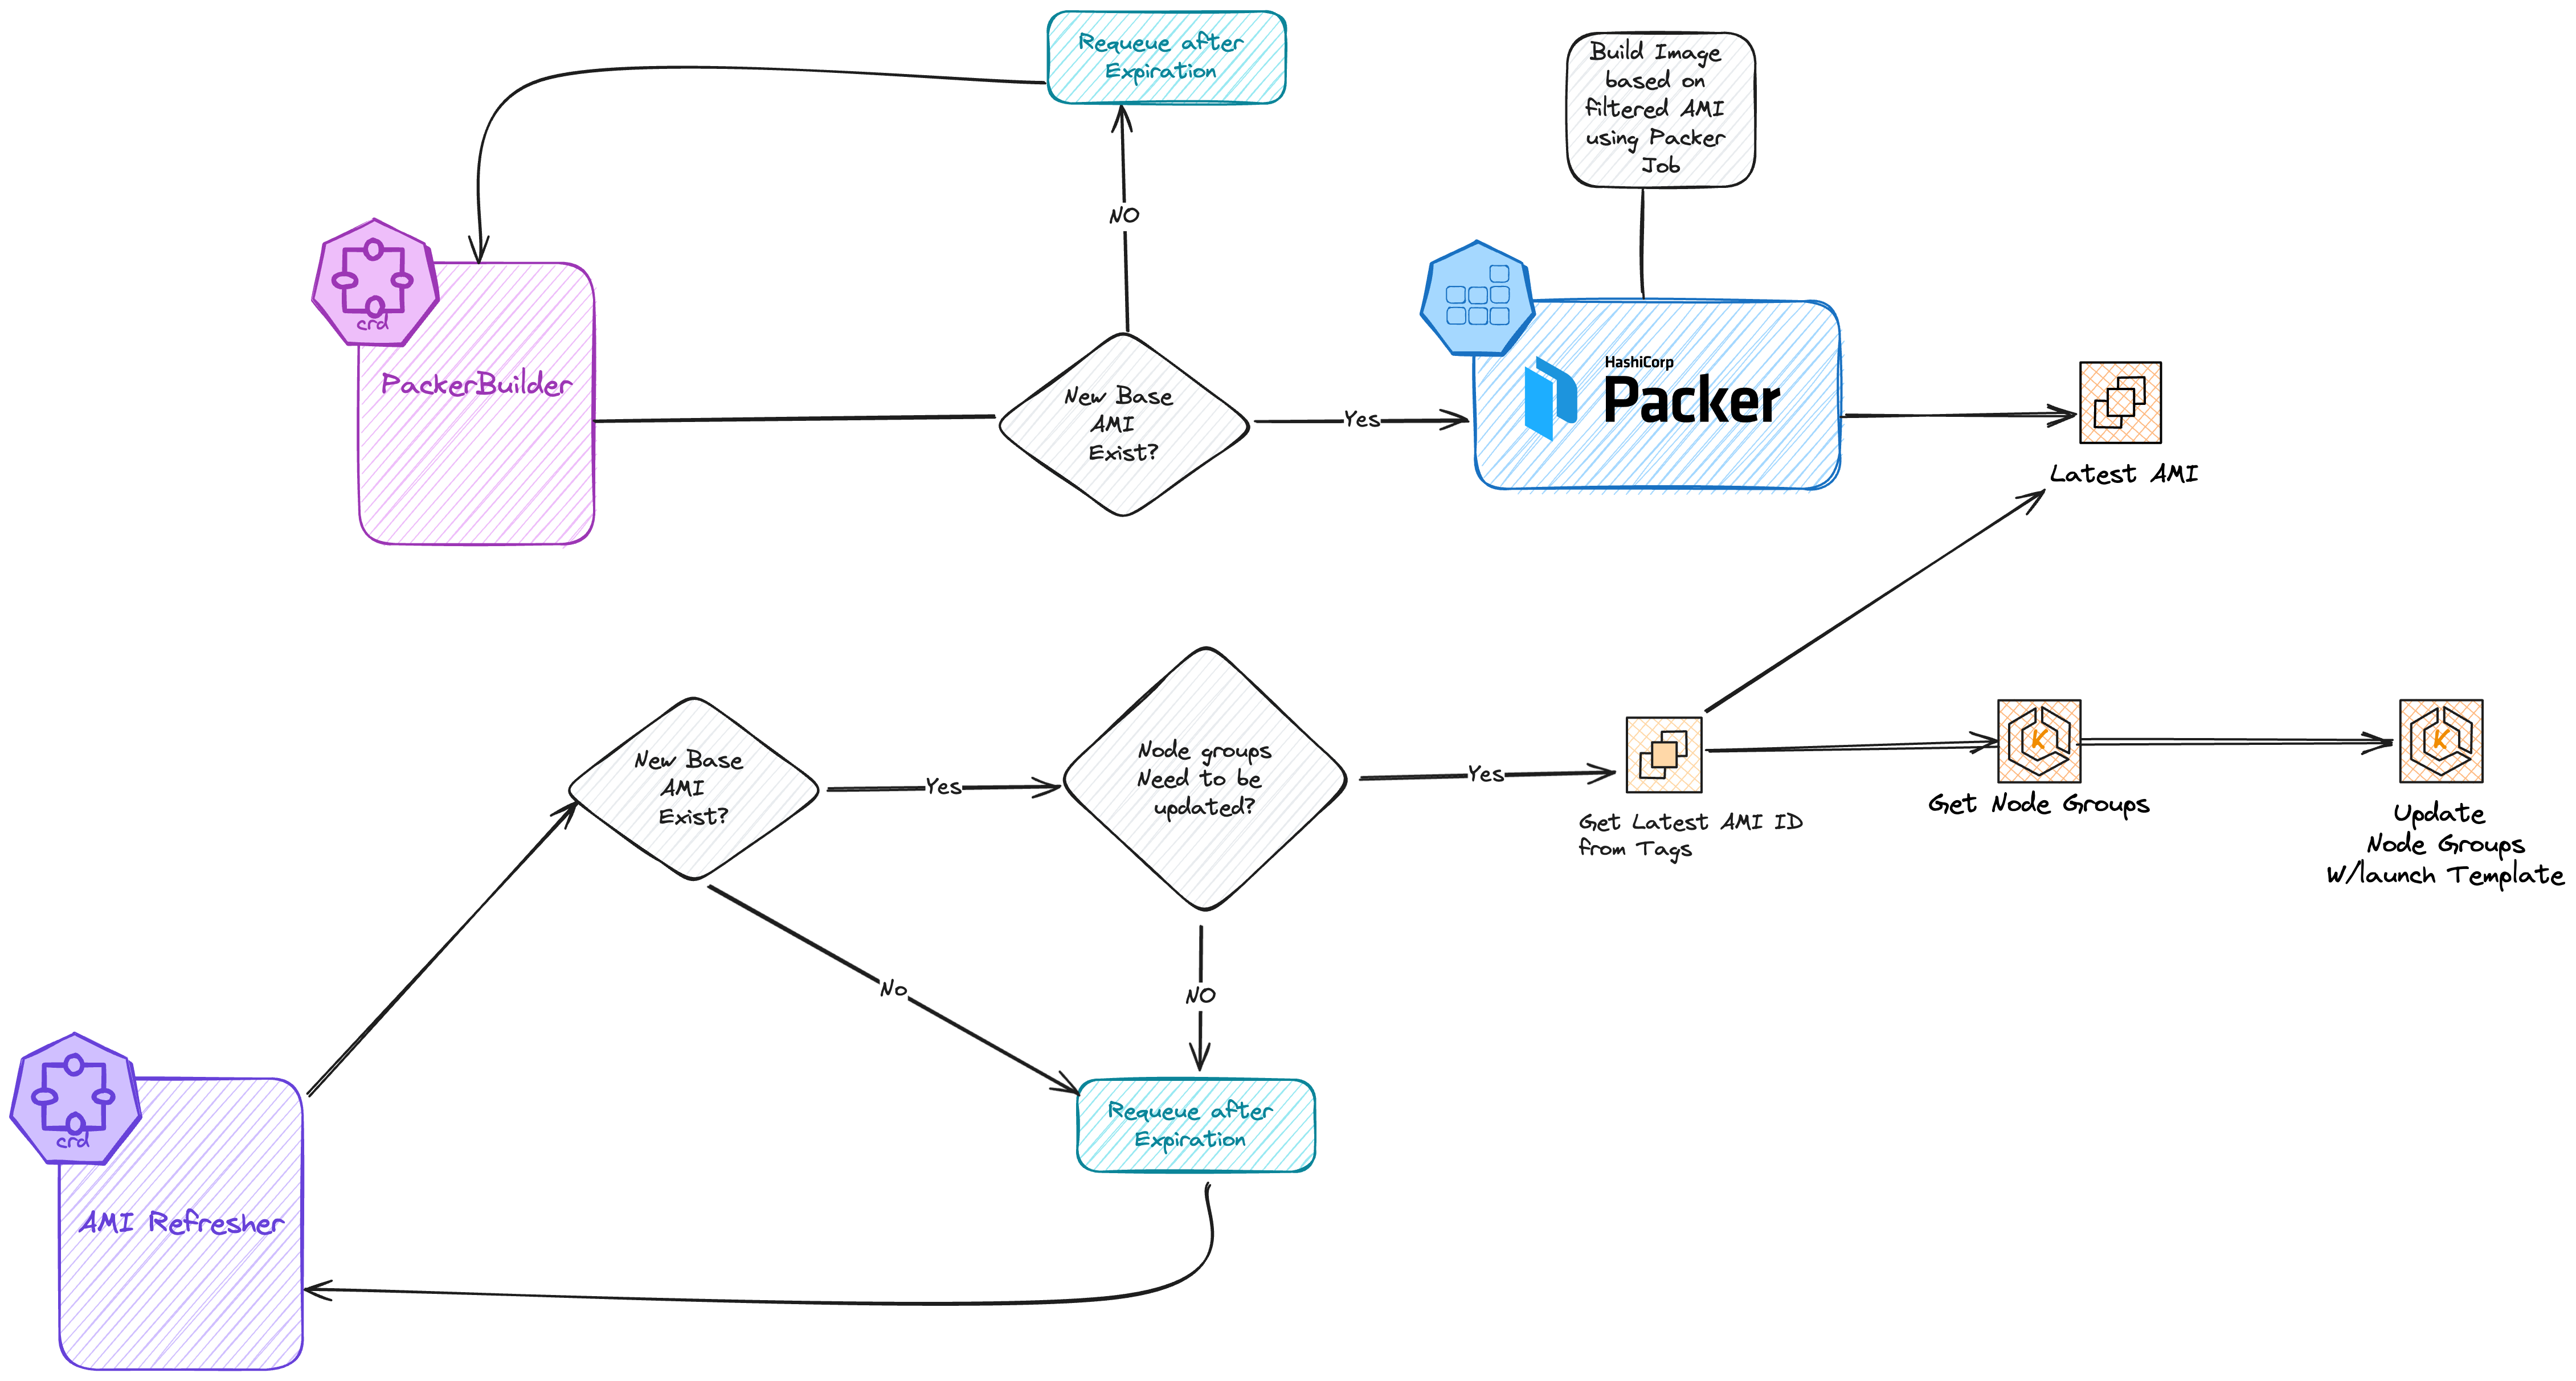 Requeue after
Expiration
Build Image
based on
filtered AMI
using Packer
Job
NO
crd
PackerBuilder
New Base
AMI
Exist?
Yes
HashiCorp
Packer
Latest AMI
New Base
AMI
Exist?
Yes
Node groups
Need to be
updated?
Yes
Get Latest AMI ID
from Tags
K
Get Node Groups
K
Update
Node Groups
W/launch Template
No
NO
Requeue after
Expiration
crd
AMI Refresher